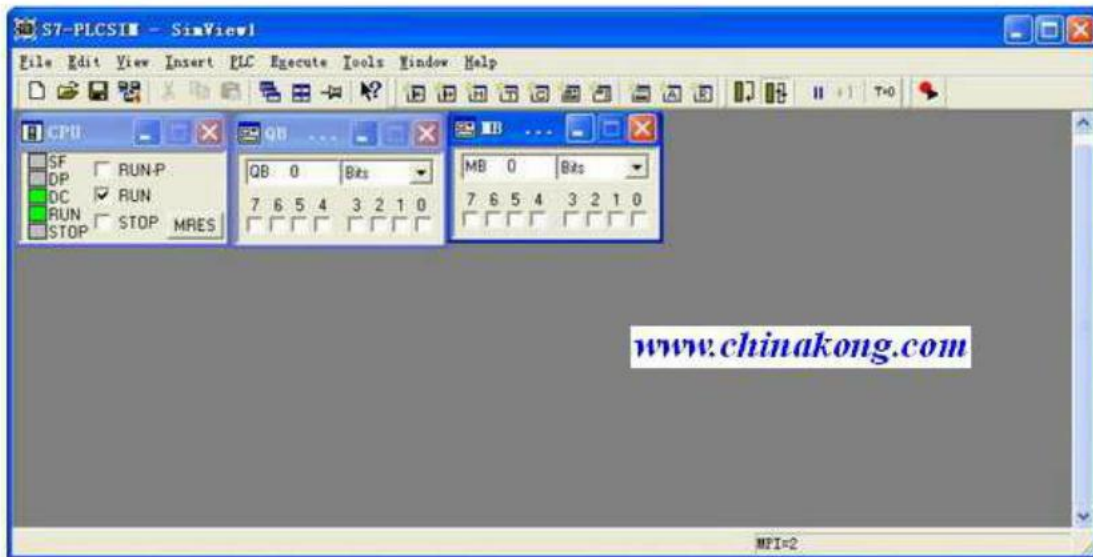 S7-PLCSIM - SimView1
File Edit View Insert PLC Execute Tools Window Help
T=0
CPU
SF
DP
DC
RUN
STOP
RUN-P
RUN
STOP
MRES
QB ...
QB 0 Bits
7 6 5 4 3 2 1 0
MB ...
MB 0 Bits
7 6 5 4 3 2 1 0
www.chinakong.com
MPI=2